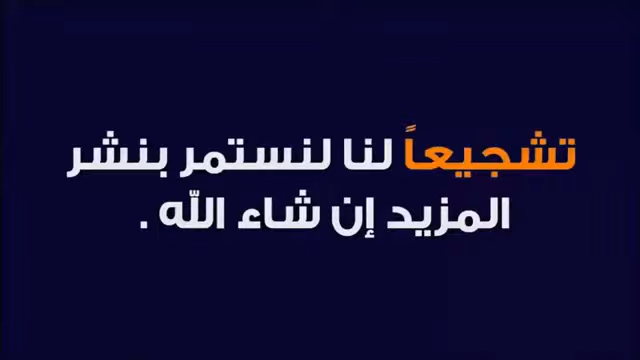 تشجيعاً لنا لنستمر بنشر
المزيد إن شاء الله .